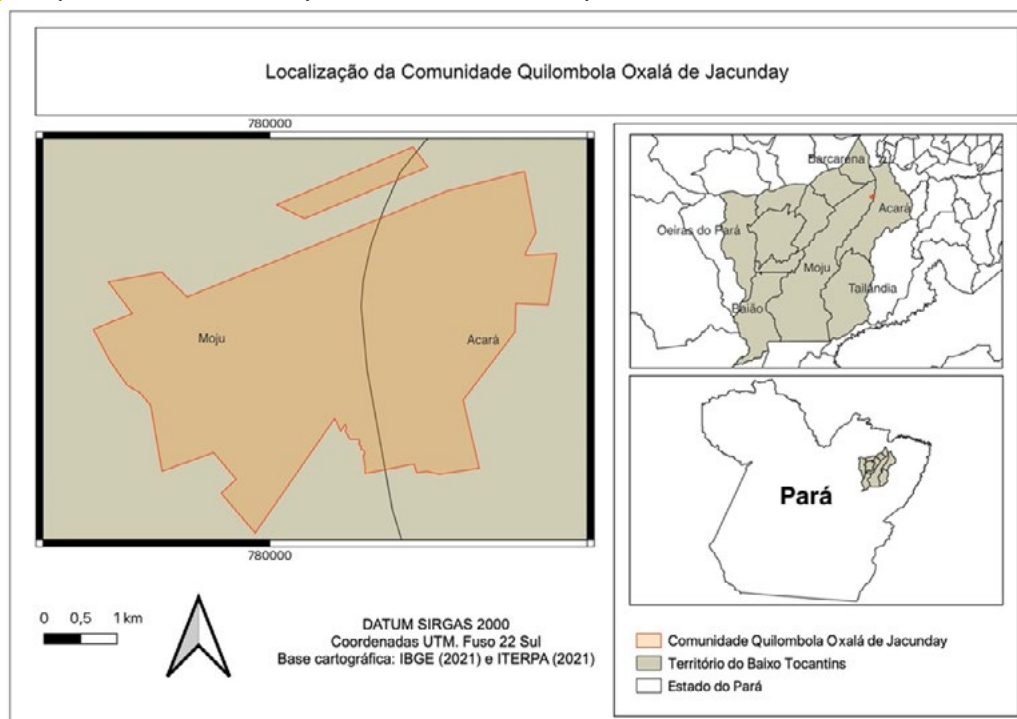 Localização da Comunidade Quilombola Oxalá de Jacunday
780000
Moju
Acará
780000
0 0,5 1 km
DATUM SIRGAS 2000
Coordenadas UTM. Fuso 22 Sul
Base cartográfica: IBGE (2021) e ITERPA (2021)
Barcarena
Acará
Oeiras do Pará
Moju
Tailândia
Baião
Pará
Comunidade Quilombola Oxalá de Jacunday
Território do Baixo Tocantins
Estado do Pará